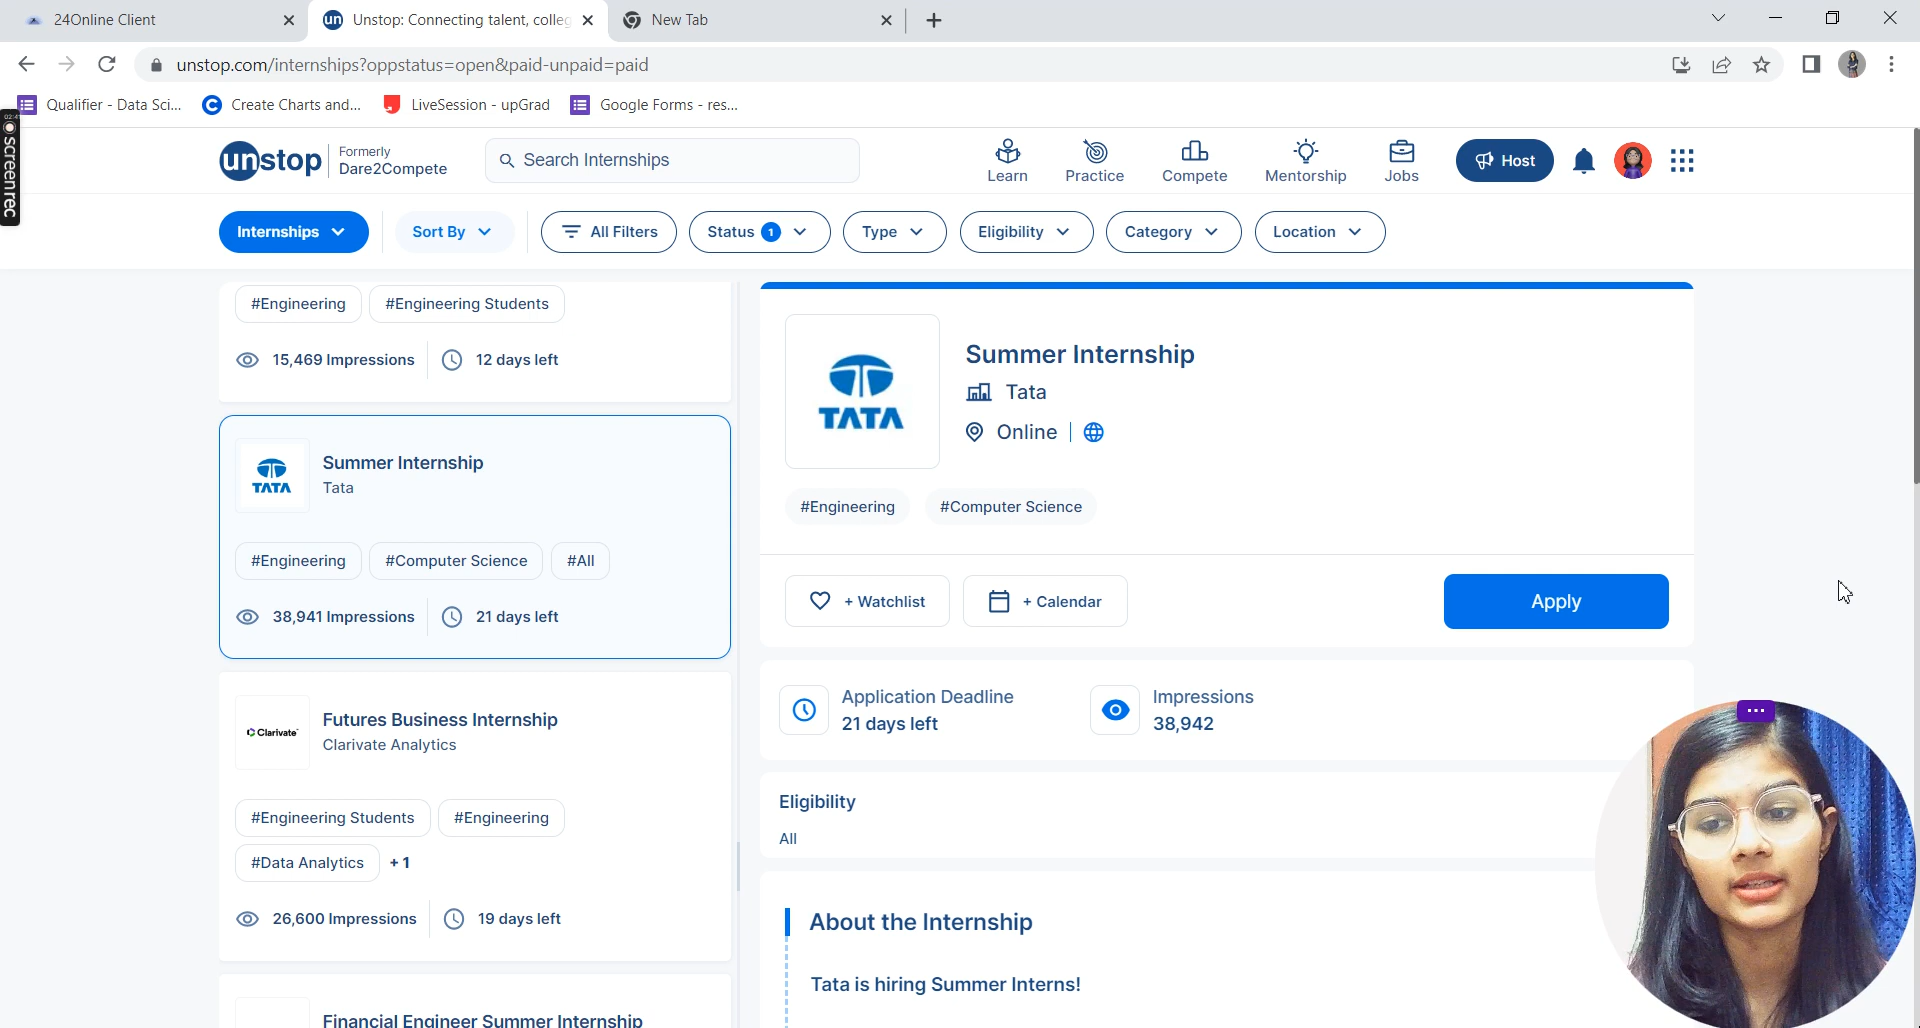 24Online Client
Unstop: Connecting talent, colleg
New Tab
unstop.com/internships?oppstatus=open&paid-unpaid=paid
Qualifier - Data Sci...
Create Charts and...
LiveSession - upGrad
Google Forms - res...
screenrec
unstop
Formerly
Dare2Compete
Search Internships
Learn
Practice
Compete
Mentorship
Jobs
Host
Internships
Sort By
All Filters
Status 1
Type
Eligibility
Category
Location
#Engineering
#Engineering Students
15,469 Impressions
12 days left
TATA
Summer Internship
Tata
#Engineering
#Computer Science
#All
38,941 Impressions
21 days left
Clarivate
Futures Business Internship
Clarivate Analytics
#Engineering Students
#Engineering
#Data Analytics
+ 1
26,600 Impressions
19 days left
Financial Engineer Summer Internship
TATA
Summer Internship
Tata
Online
#Engineering
#Computer Science
+ Watchlist
+ Calendar
Apply
Application Deadline
21 days left
Impressions
38,942
Eligibility
All
About the Internship
Tata is hiring Summer Interns!